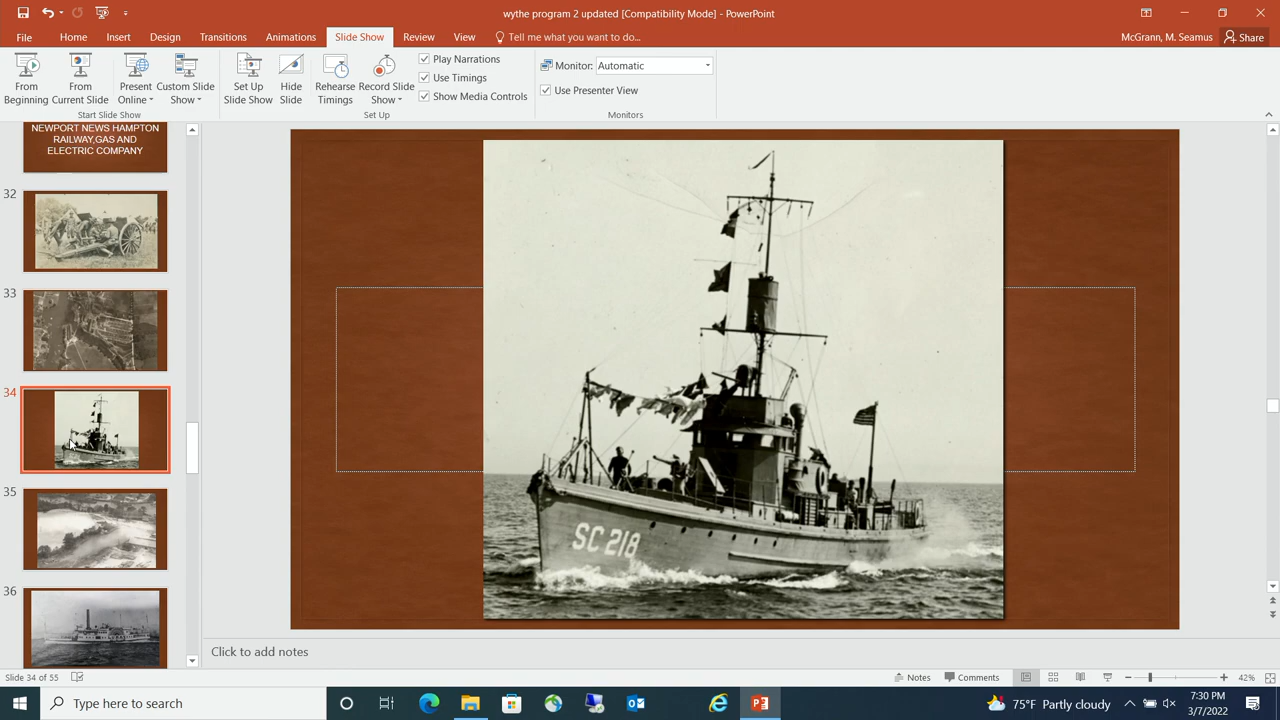 wythe program 2 updated [Compatibility Mode] - PowerPoint
File Home Insert Design Transitions Animations Slide Show Review View Tell me what you want to do... McGrann, M. Seamus Share
From Beginning
From Current Slide
Present Online
Custom Slide Show
Start Slide Show
Set Up Slide Show
Hide Slide
Rehearse Timings
Record Slide Show
Play Narrations
Use Timings
Show Media Controls
Set Up
Monitor: Automatic
Use Presenter View
Monitors
NEWPORT NEWS HAMPTON
RAILWAY,GAS AND
ELECTRIC COMPANY
32
33
34
35
36
SC 218
Click to add notes
Slide 34 of 55 Notes Comments 42%
Type here to search
75°F Partly cloudy
7:30 PM
3/7/2022